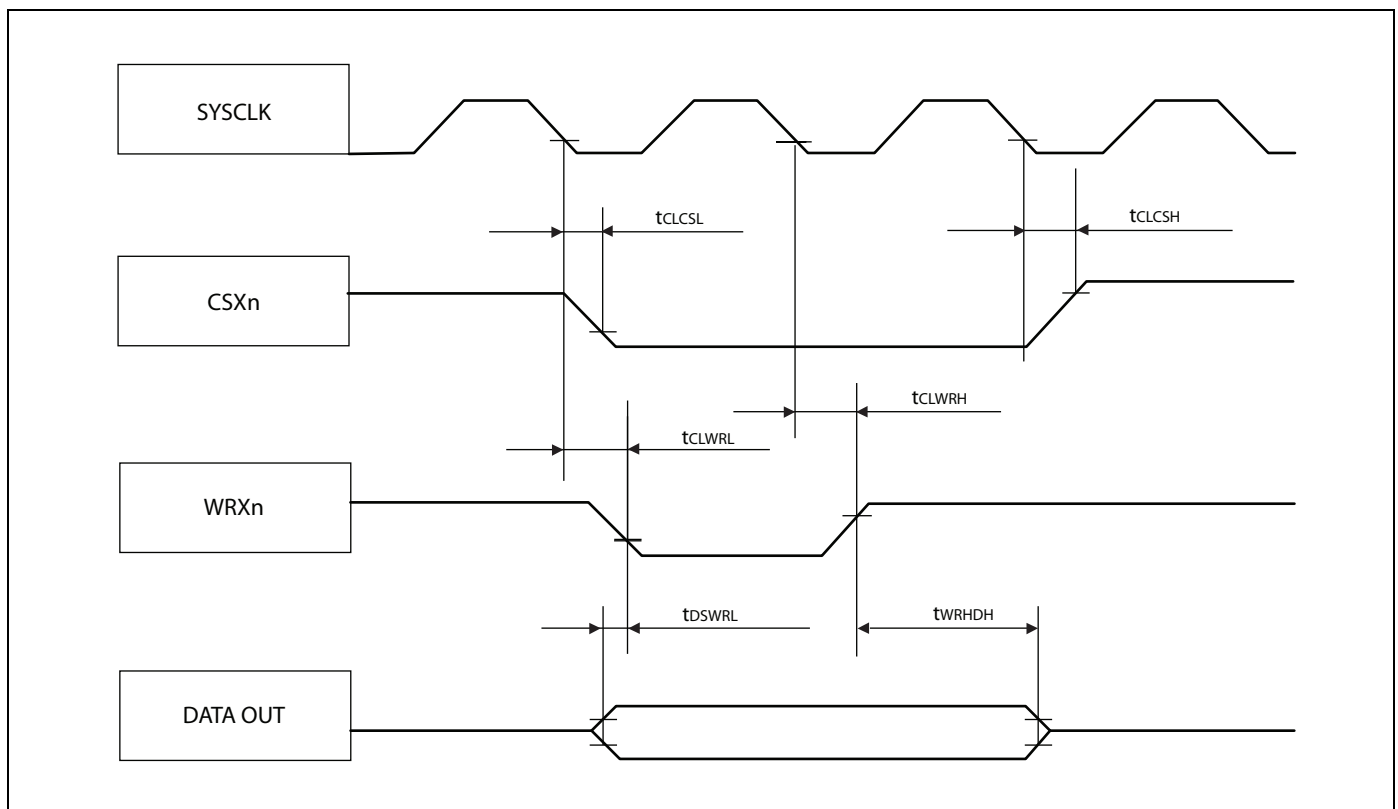 SYSCLK
tCLCSL
tCLCSH
CSXn
tCLWRH
tCLWRL
WRXn
tDSWRL
tWRHDH
DATA OUT